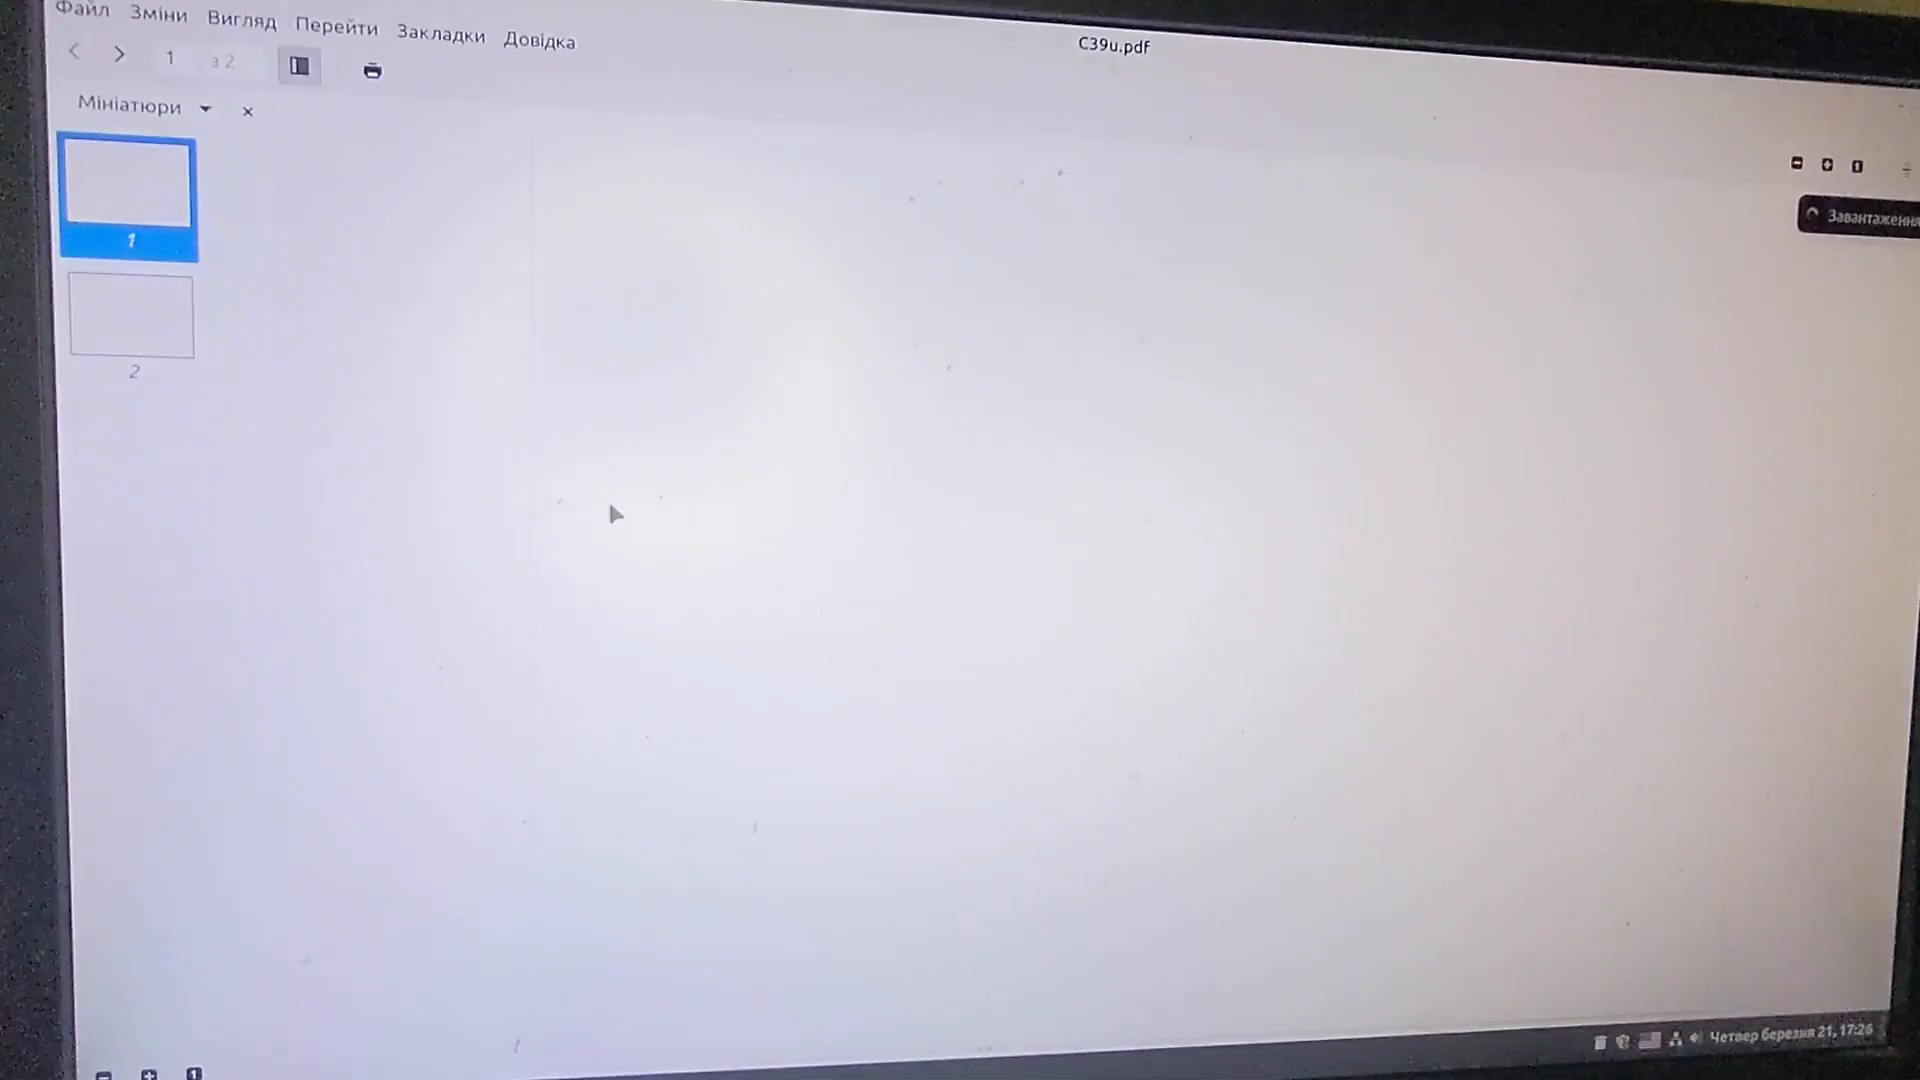 Файл Зміни Вигляд Перейти Закладки Довідка
C39u.pdf
1 з 2
Мініатюри
1
2
Завантаження
Четвер березня 21, 17:26